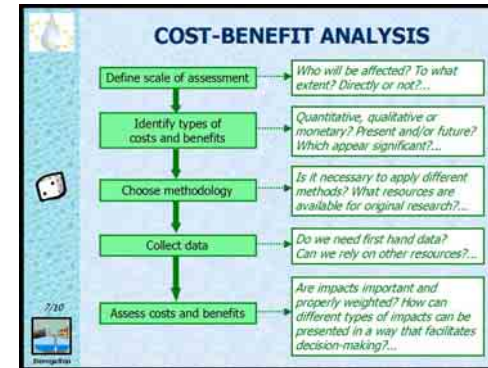 COST-BENEFIT ANALYSIS
Define scale of assessment
Who will be affected? To what
extent? Directly or not?...
Identify types of
costs and benefits
Quantitative, qualitative or
monetary? Present and/or future?
Which appear significant?...
Choose methodology
Is it necessary to apply different
methods? What resources are
available for original research?...
Collect data
Do we need first hand data?
Can we rely on other resources?...
Assess costs and benefits
Are impacts important and
properly weighted? How can
different types of impacts can be
presented in a way that facilitates
decision-making?...
7/10